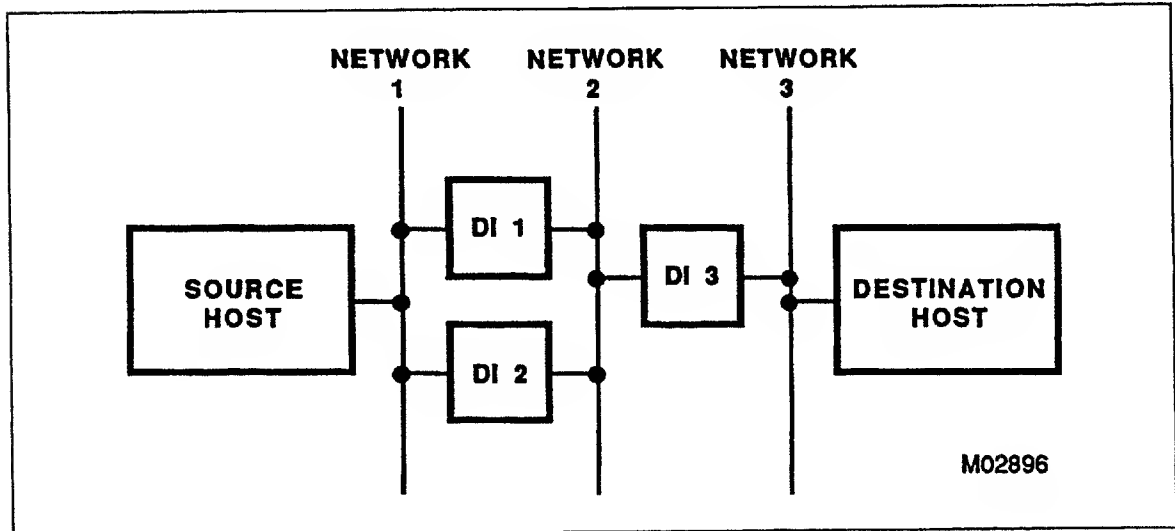 NETWORK NETWORK NETWORK
1 2 3
DI 1
SOURCE HOST
DI 3
DESTINATION HOST
DI 2
M02896